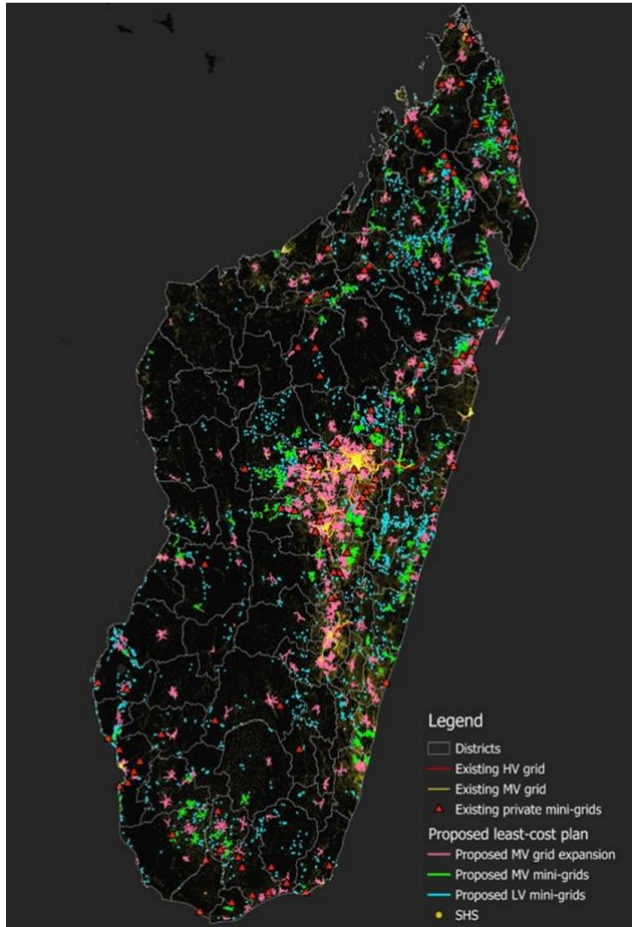 Legend
Districts
Existing HV grid
Existing MV grid
Existing private mini-grids
Proposed least-cost plan
Proposed MV grid expansion
Proposed MV mini-grids
Proposed LV mini-grids
SHS